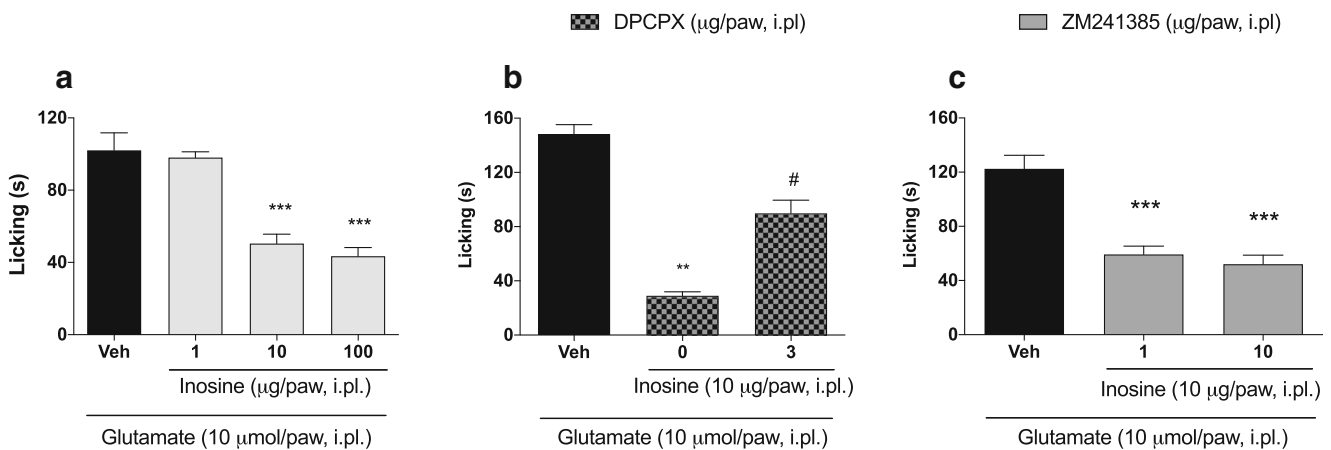 DPCPX (μg/paw, i.pl)
ZM241385 (μg/paw, i.pl)
a
Licking (s)
120
80
40
0
***
***
Veh
1
10
100
Inosine (μg/paw, i.pl.)
Glutamate (10 μmol/paw, i.pl.)
b
Licking (s)
160
120
80
40
0
**
#
Veh
0
3
Inosine (10 μg/paw, i.pl.)
Glutamate (10 μmol/paw, i.pl.)
c
Licking (s)
160
120
80
40
0
***
***
Veh
1
10
Inosine (10 μg/paw, i.pl.)
Glutamate (10 μmol/paw, i.pl.)